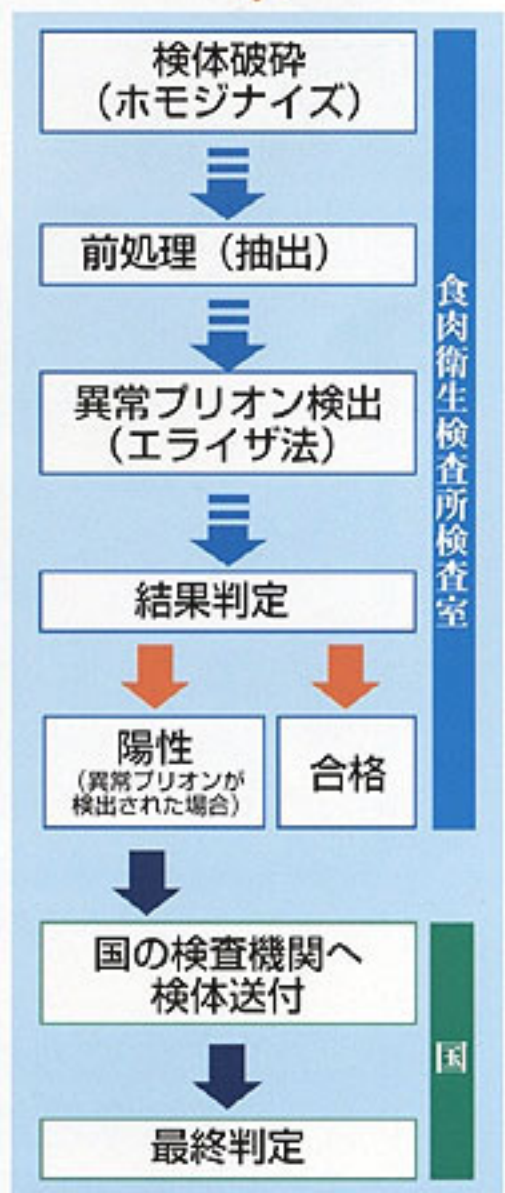 検体破砕
（ホモジナイズ）
前処理（抽出）
異常プリオン検出
（エライザ法）
結果判定
陽性
（異常プリオンが
検出された場合）
合格
食肉衛生検査所検査室
国の検査機関へ
検体送付
最終判定
国